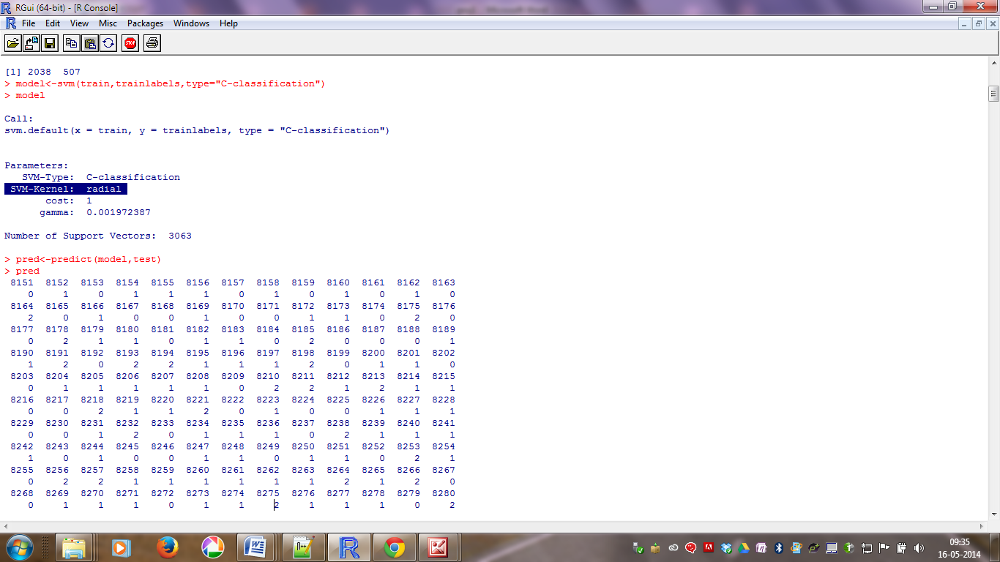 RGui (64-bit) - [R Console]
File Edit View Misc Packages Windows Help
STOP
[1] 2038  507
> model<-svm(train,trainlabels,type="C-classification")
> model
Call:
svm.default(x = train, y = trainlabels, type = "C-classification")
Parameters:
SVM-Type:  C-classification
SVM-Kernel:  radial
cost:  1
gamma:  0.001972387
Number of Support Vectors:  3063
> pred<-predict(model,test)
> pred
8151 8152 8153 8154 8155 8156 8157 8158 8159 8160 8161 8162 8163
0 1 0 1 1 1 0 1 0 1 0 1 0
8164 8165 8166 8167 8168 8169 8170 8171 8172 8173 8174 8175 8176
2 0 1 0 0 1 0 0 1 1 0 2 0
8177 8178 8179 8180 8181 8182 8183 8184 8185 8186 8187 8188 8189
0 2 1 1 0 1 1 0 2 0 0 0 1
8190 8191 8192 8193 8194 8195 8196 8197 8198 8199 8200 8201 8202
1 2 0 2 2 1 1 1 2 0 1 1 0
8203 8204 8205 8206 8207 8208 8209 8210 8211 8212 8213 8214 8215
0 1 1 1 1 1 0 2 2 1 2 1 1
8216 8217 8218 8219 8220 8221 8222 8223 8224 8225 8226 8227 8228
0 0 2 1 1 2 0 1 0 0 1 1 1
8229 8230 8231 8232 8233 8234 8235 8236 8237 8238 8239 8240 8241
0 0 1 2 0 1 1 1 0 2 1 1 1
8242 8243 8244 8245 8246 8247 8248 8249 8250 8251 8252 8253 8254
1 0 1 0 0 1 1 0 1 1 0 2 1
8255 8256 8257 8258 8259 8260 8261 8262 8263 8264 8265 8266 8267
0 2 2 1 1 1 1 1 1 2 1 2 0
8268 8269 8270 8271 8272 8273 8274 8275 8276 8277 8278 8279 8280
0 1 1 1 0 1 1 2 1 1 1 0 2
09:35
16-05-2014